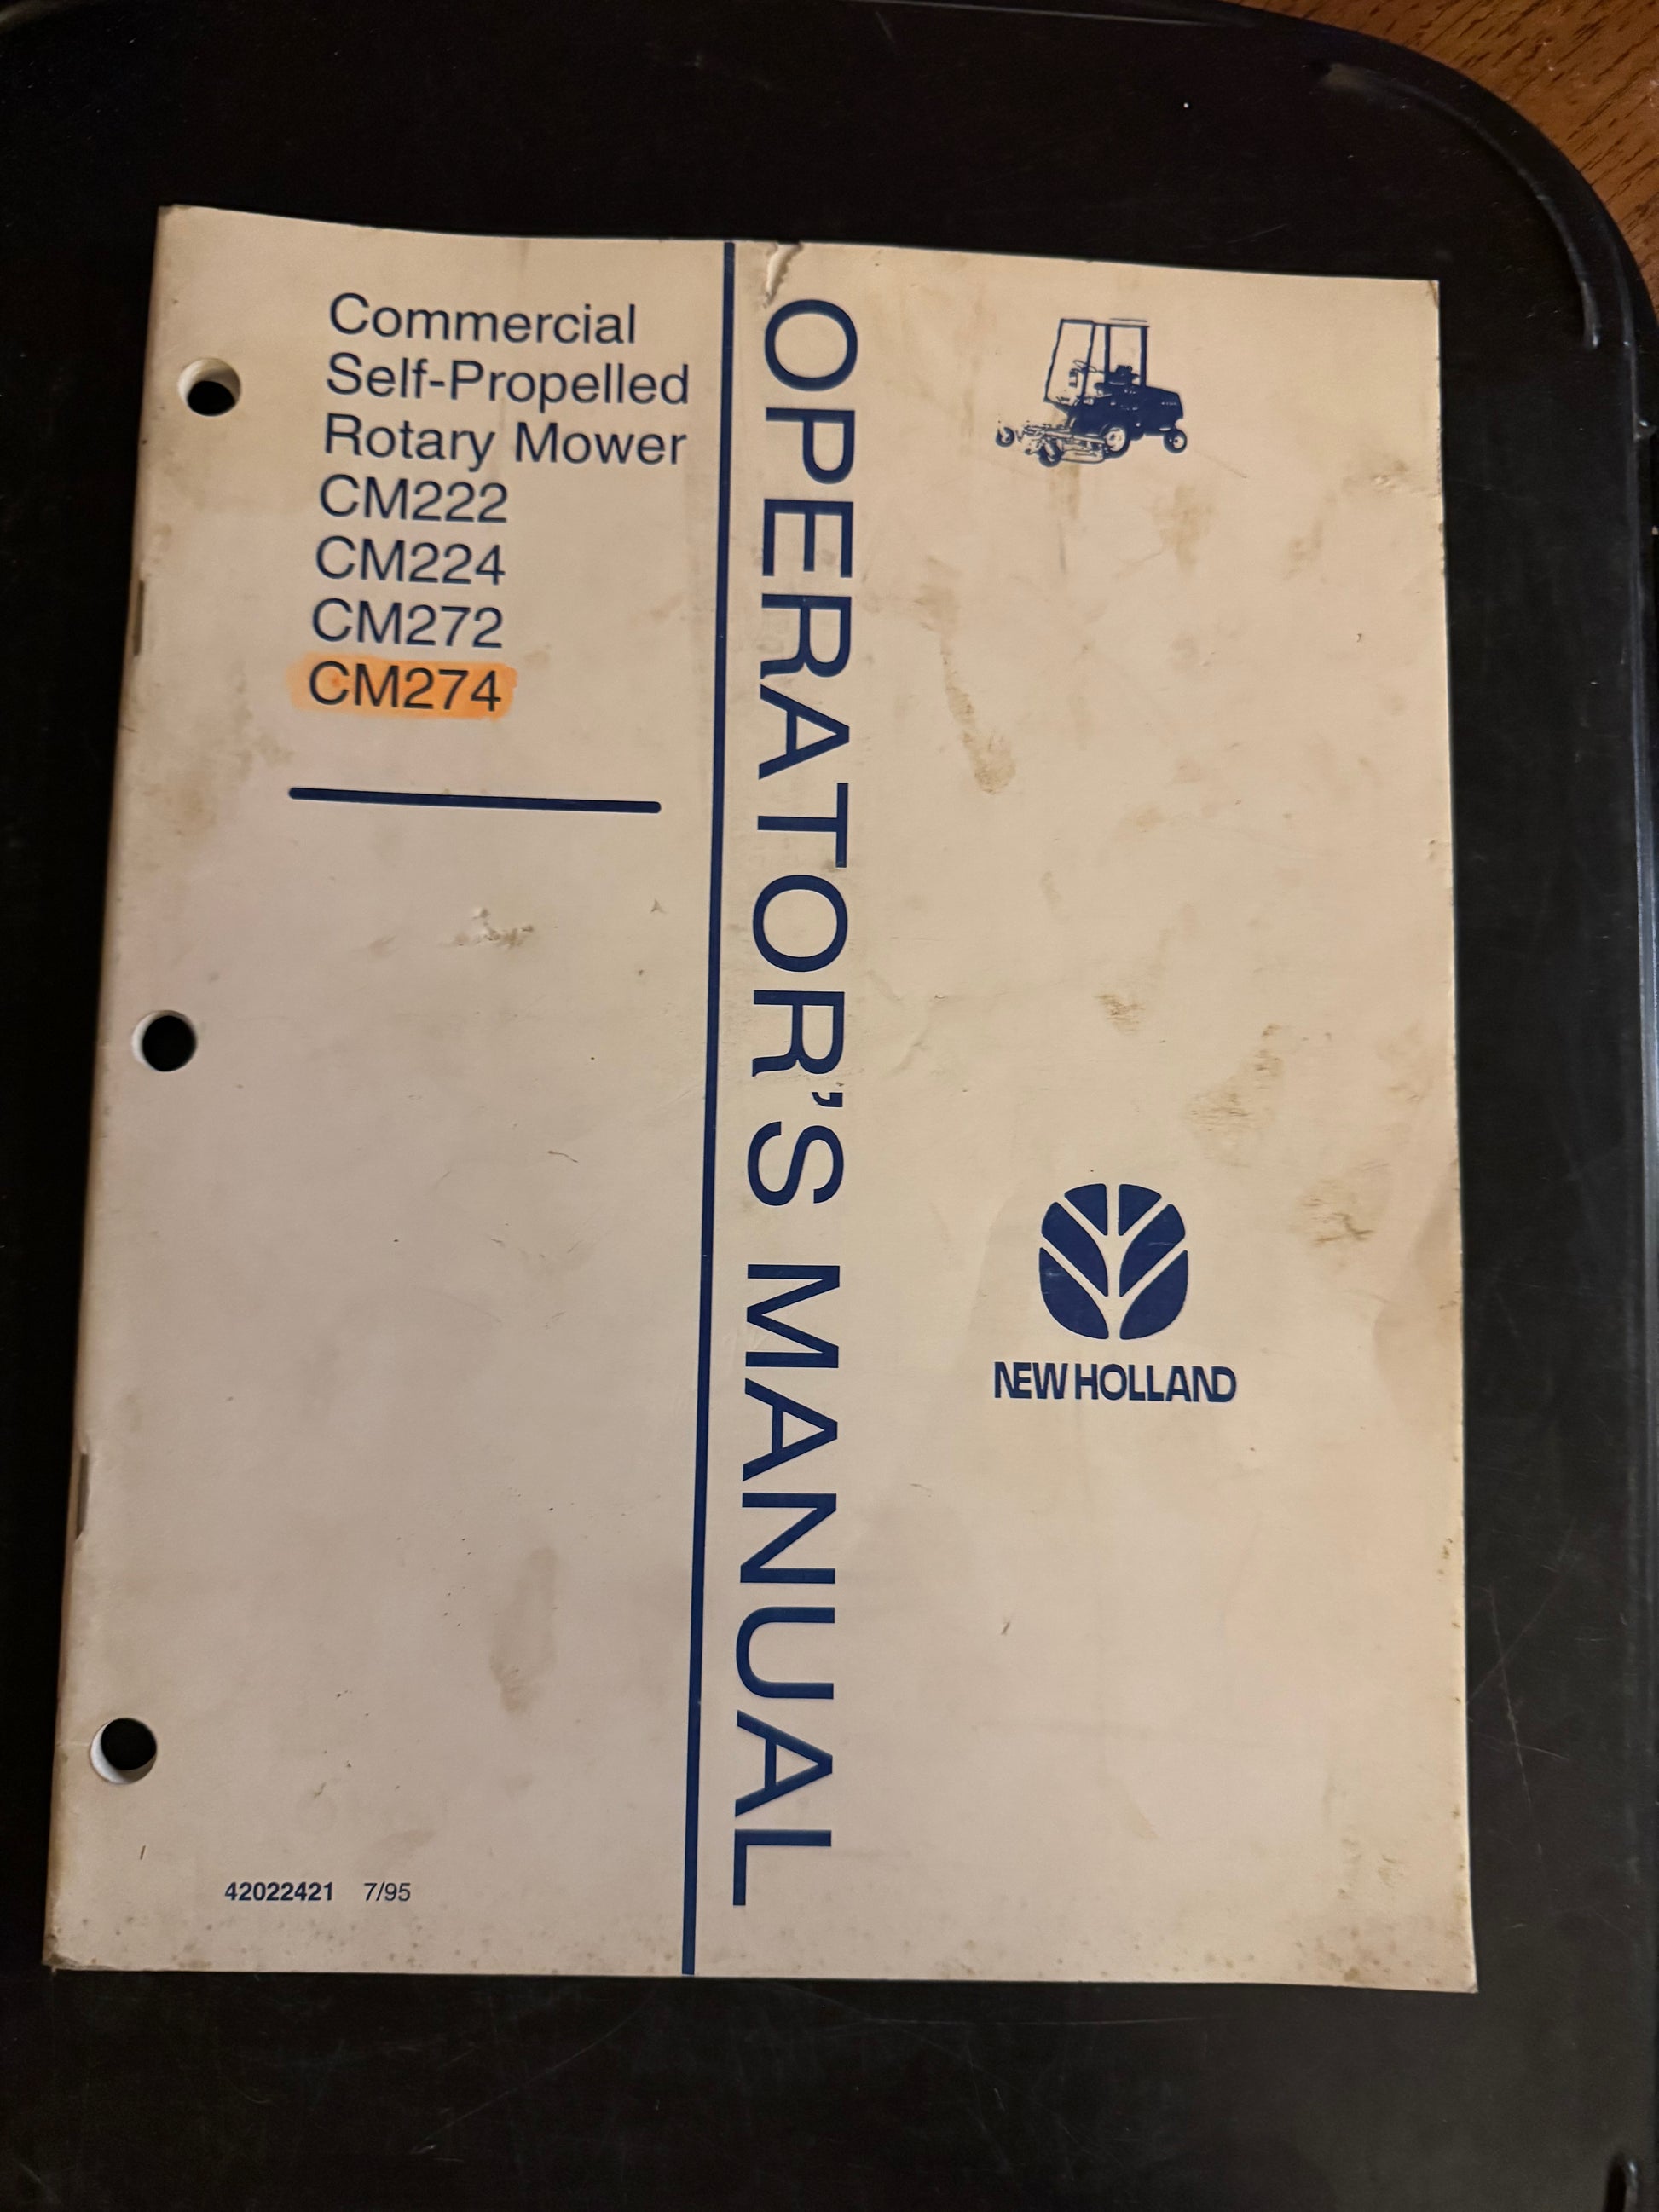 Commercial
Self-Propelled
Rotary Mower
CM222
CM224
CM272
CM274
OPERATOR'S MANUAL
NEW HOLLAND
42022421 7/95